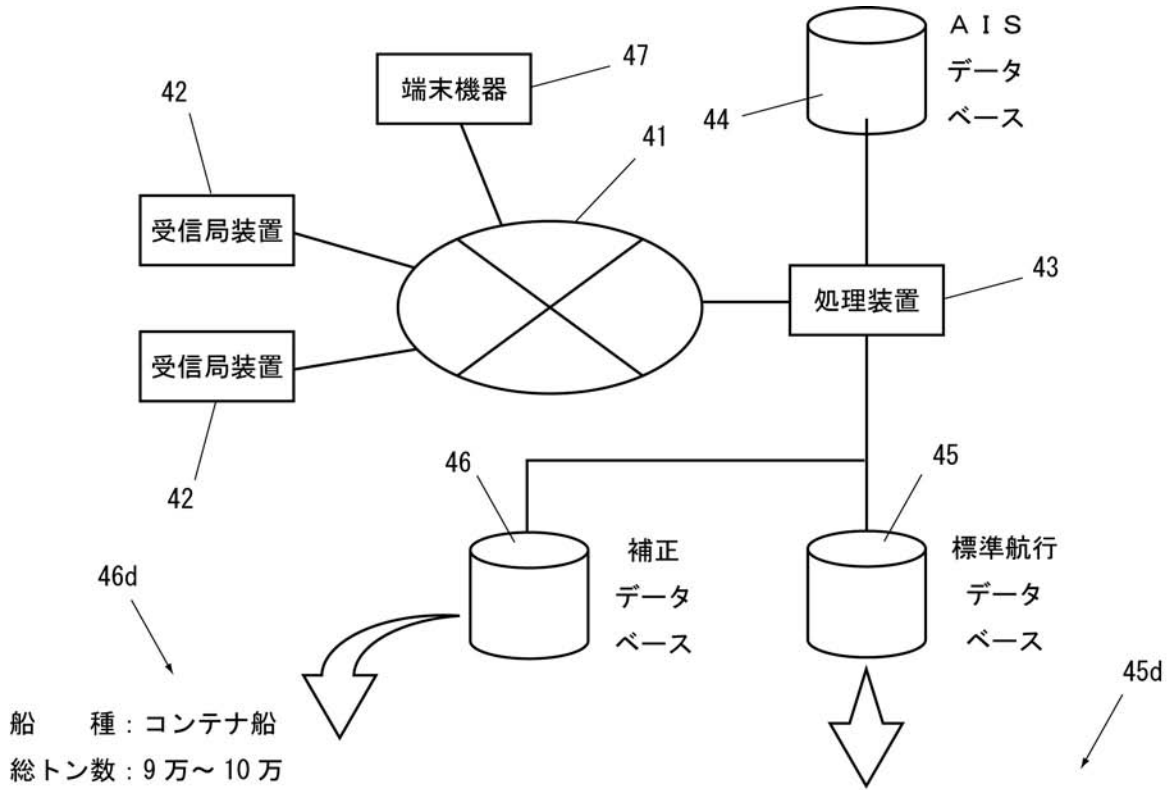 47
端末機器
42
受信局装置
41
AIS
データ
ベース
44
43
処理装置
受信局装置
42
46
補正
データ
ベース
45
標準航行
データ
ベース
46d
45d
船　　種：コンテナ船
総トン数：9万～10万